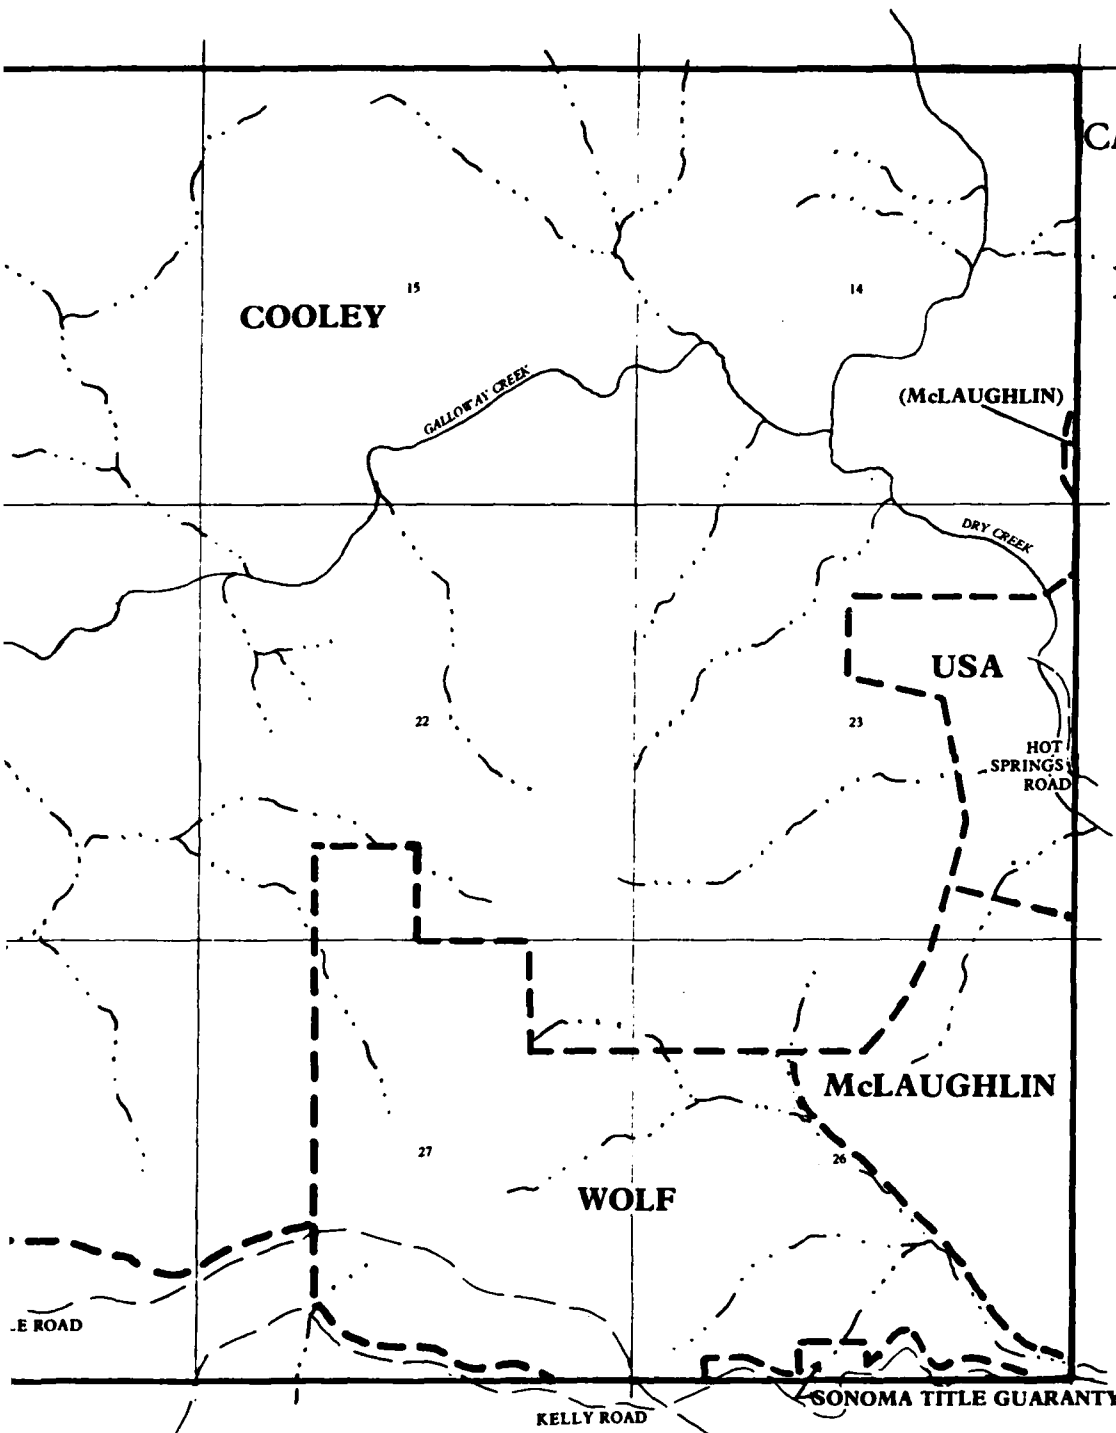 CA
15
14
COOLEY
GALLOWAY CREEK
(McLAUGHLIN)
DRY CREEK
USA
22
23
HOT
SPRINGS
ROAD
McLAUGHLIN
27
26
WOLF
E ROAD
SONOMA TITLE GUARANTY
KELLY ROAD